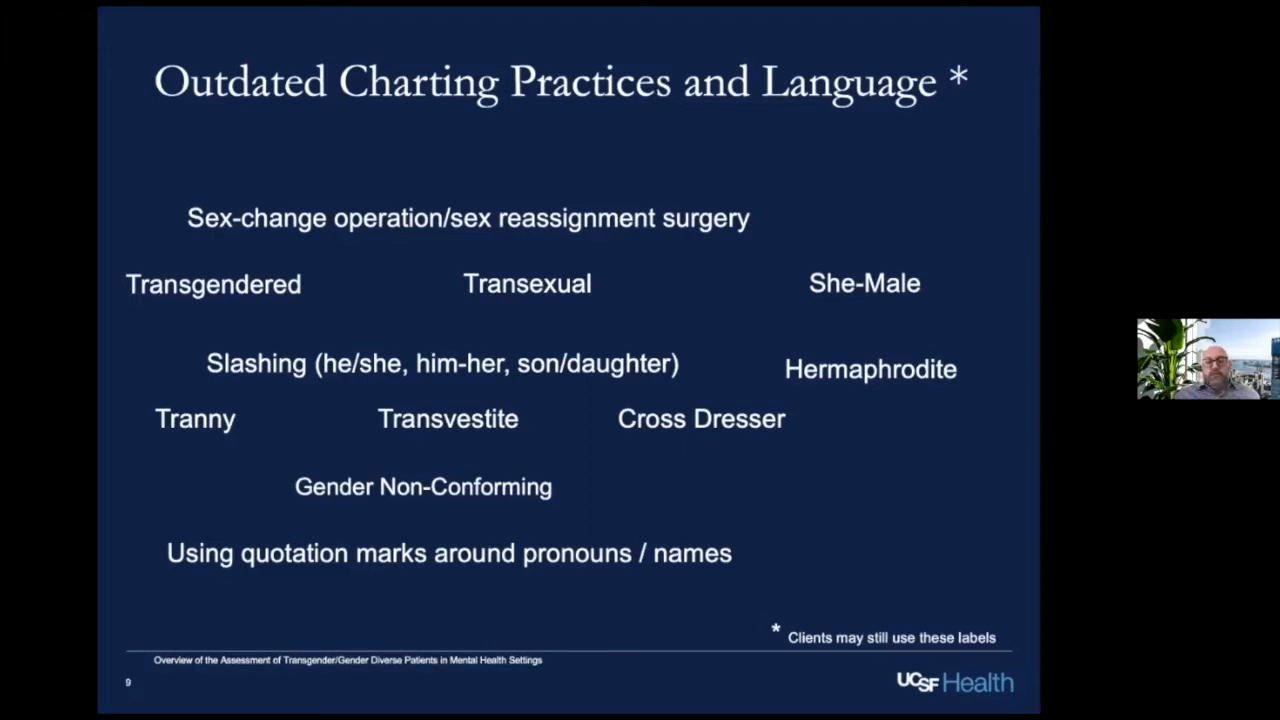 Outdated Charting Practices and Language *
Sex-change operation/sex reassignment surgery
Transgendered
Transexual
She-Male
Slashing (he/she, him-her, son/daughter)
Hermaphrodite
Tranny
Transvestite
Cross Dresser
Gender Non-Conforming
Using quotation marks around pronouns / names
* Clients may still use these labels
Overview of the Assessment of Transgender/Gender Diverse Patients in Mental Health Settings
9
UCSF Health